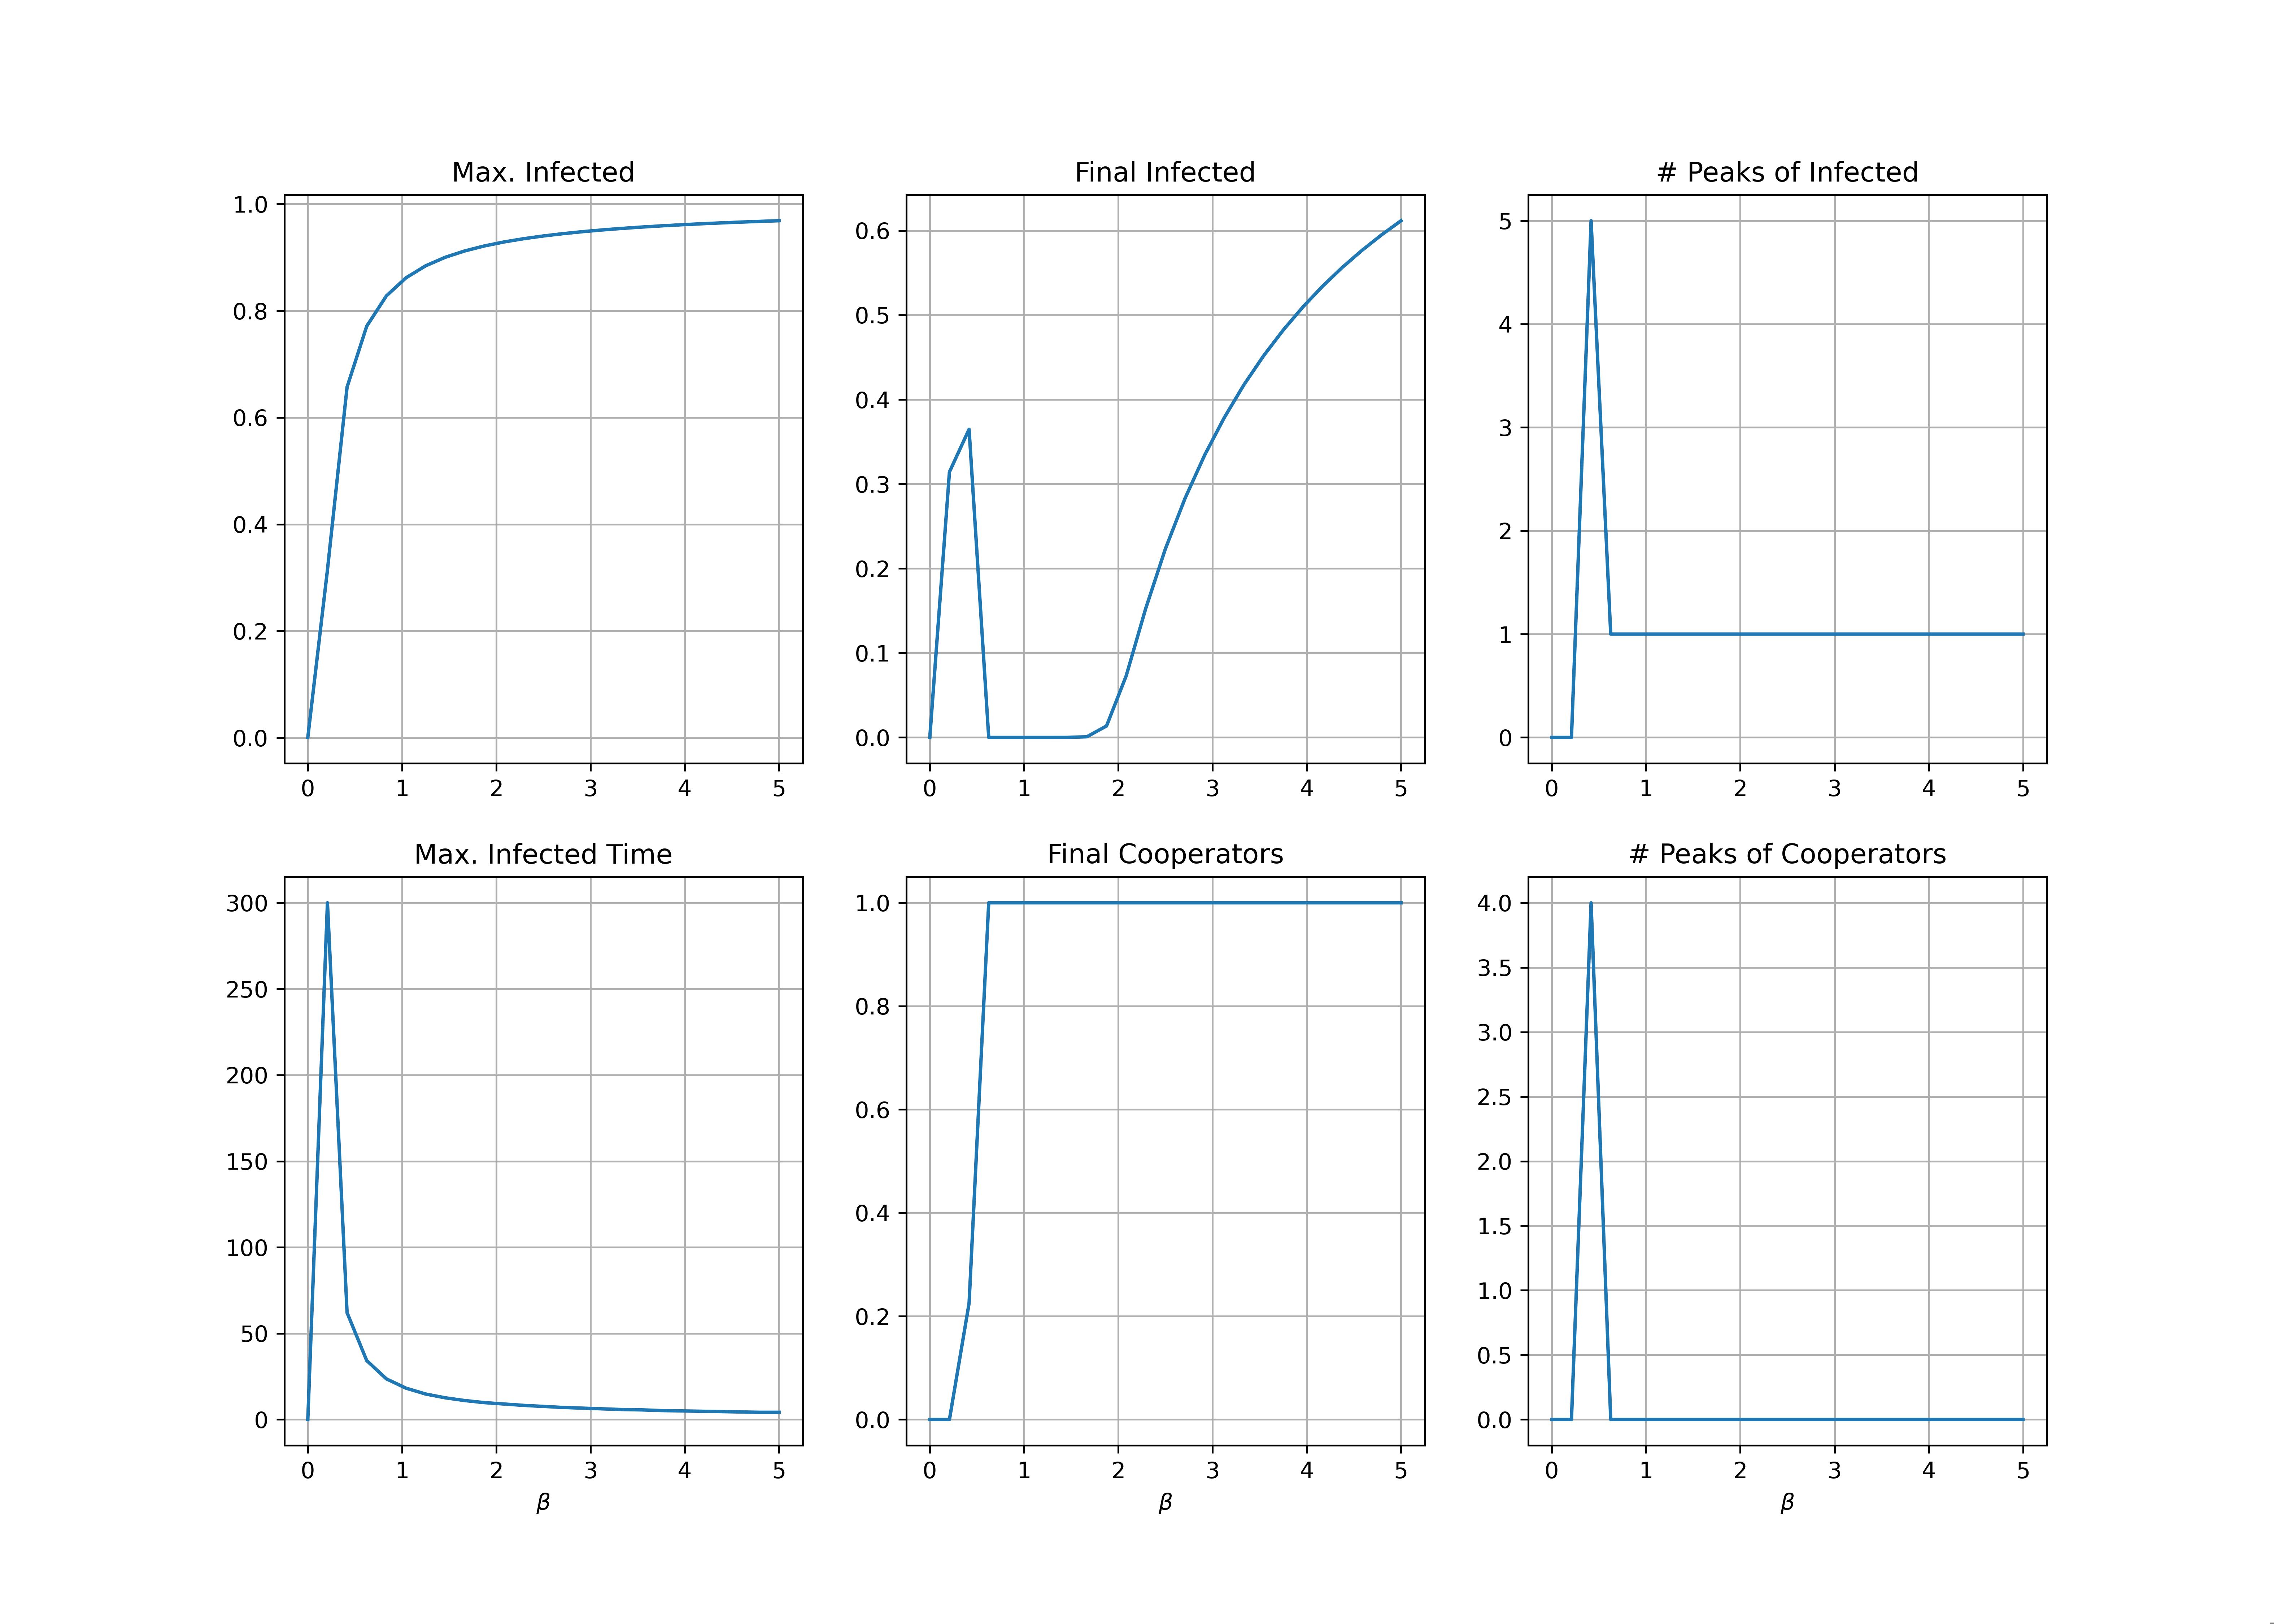 Max. Infected
1.0
0.8
0.6
0.4
0.2
0.0
0 1 2 3 4 5
Final Infected
0.6
0.5
0.4
0.3
0.2
0.1
0.0
0 1 2 3 4 5
# Peaks of Infected
5
4
3
2
1
0
0 1 2 3 4 5
Max. Infected Time
300
250
200
150
100
50
0
0 1 2 3 4 5
β
Final Cooperators
1.0
0.8
0.6
0.4
0.2
0.0
0 1 2 3 4 5
β
# Peaks of Cooperators
4.0
3.5
3.0
2.5
2.0
1.5
1.0
0.5
0.0
0 1 2 3 4 5
β